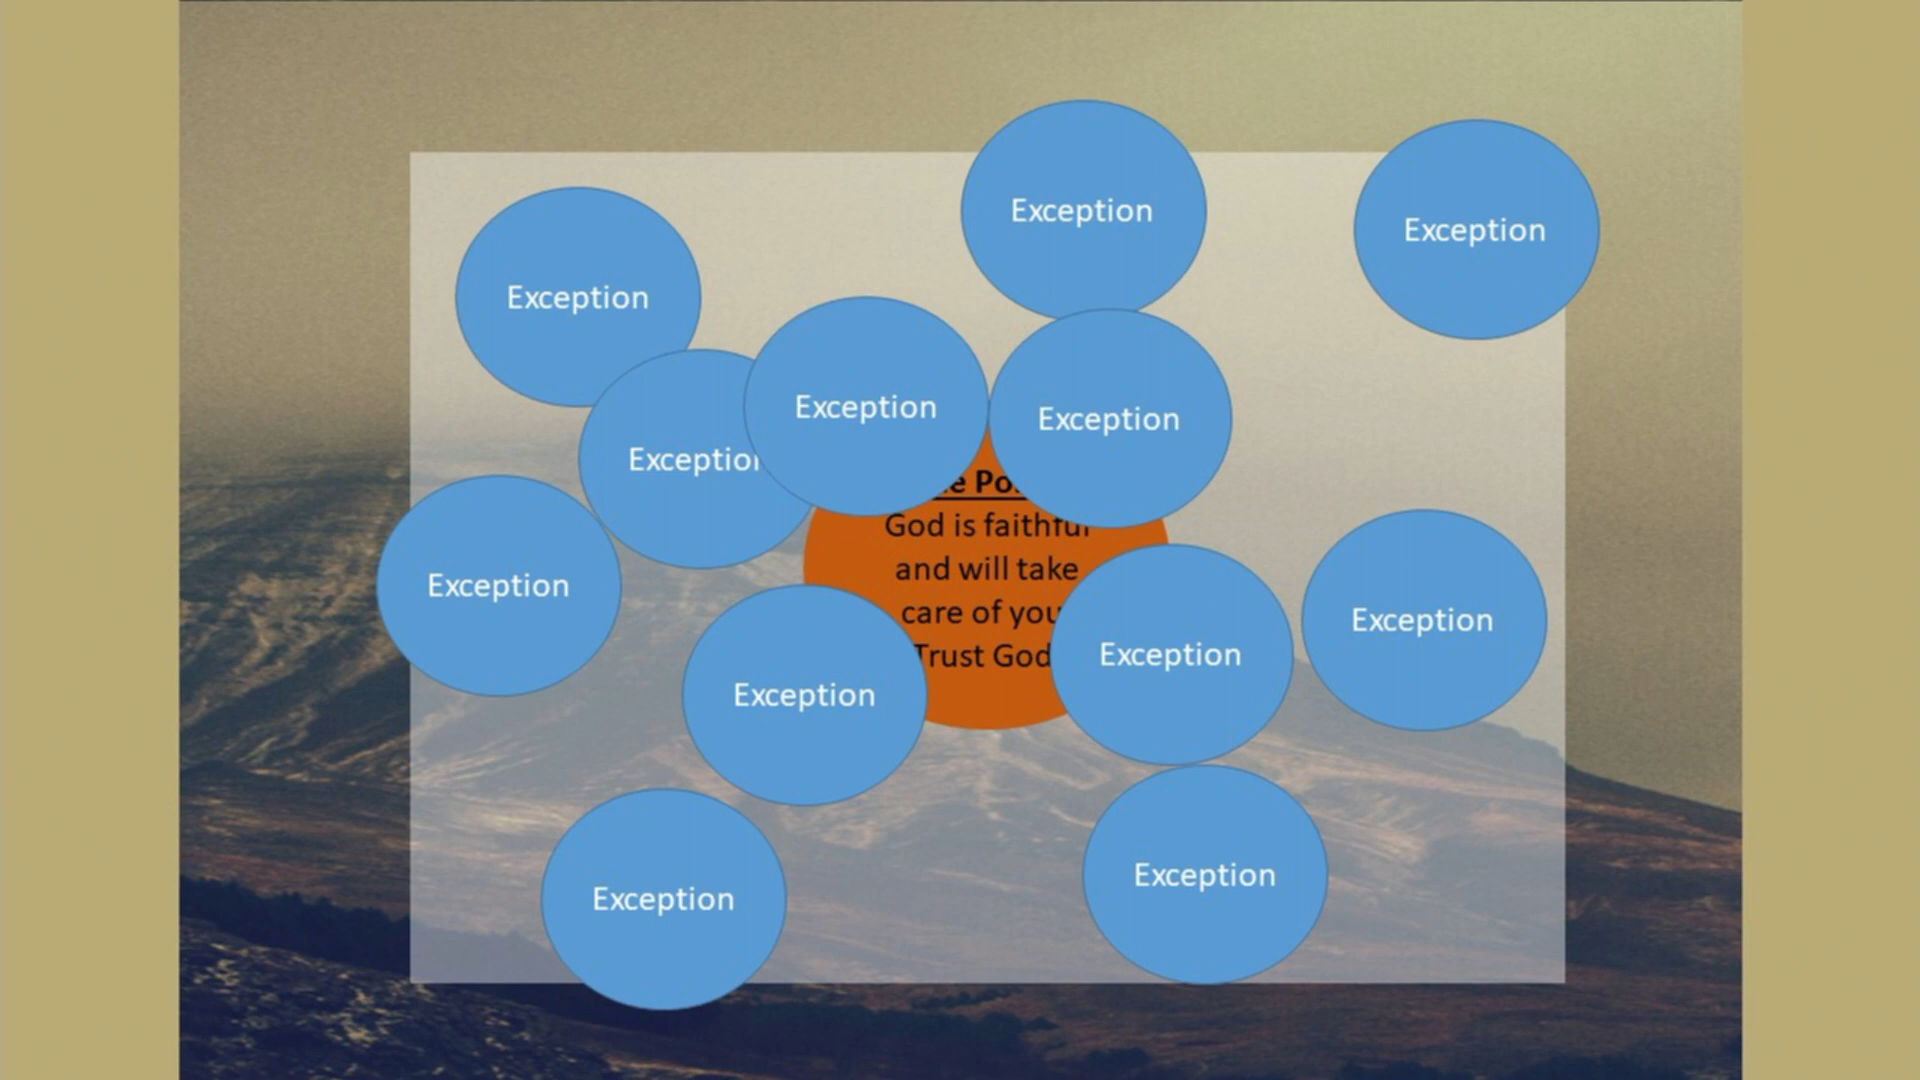 Exception
Exception
Exception
Exception
Exception
Exception
God is faithful
and will take
care of you
Trust God
Exception
Exception
Exception
Exception
Exception
Exception